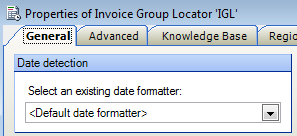 Properties of Invoice Group Locator 'IGL'
General Advanced Knowledge Base Regio
Date detection
Select an existing date formatter:
<Default date formatter>